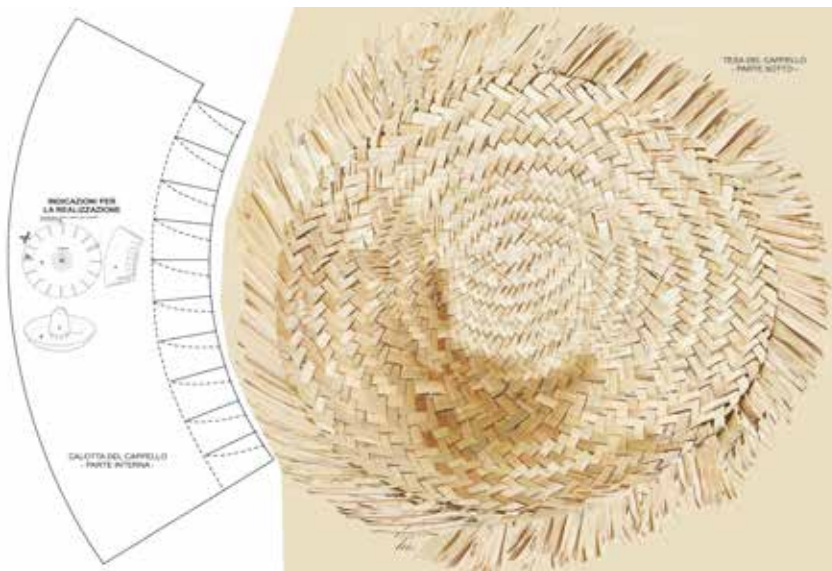 INDICAZIONI PER
LA REALIZZAZIONE
CALOTTA DEL CAPPELLO
- PARTE INTERNA -
TESA DEL CAPPELLO
- PARTE SOTTO -